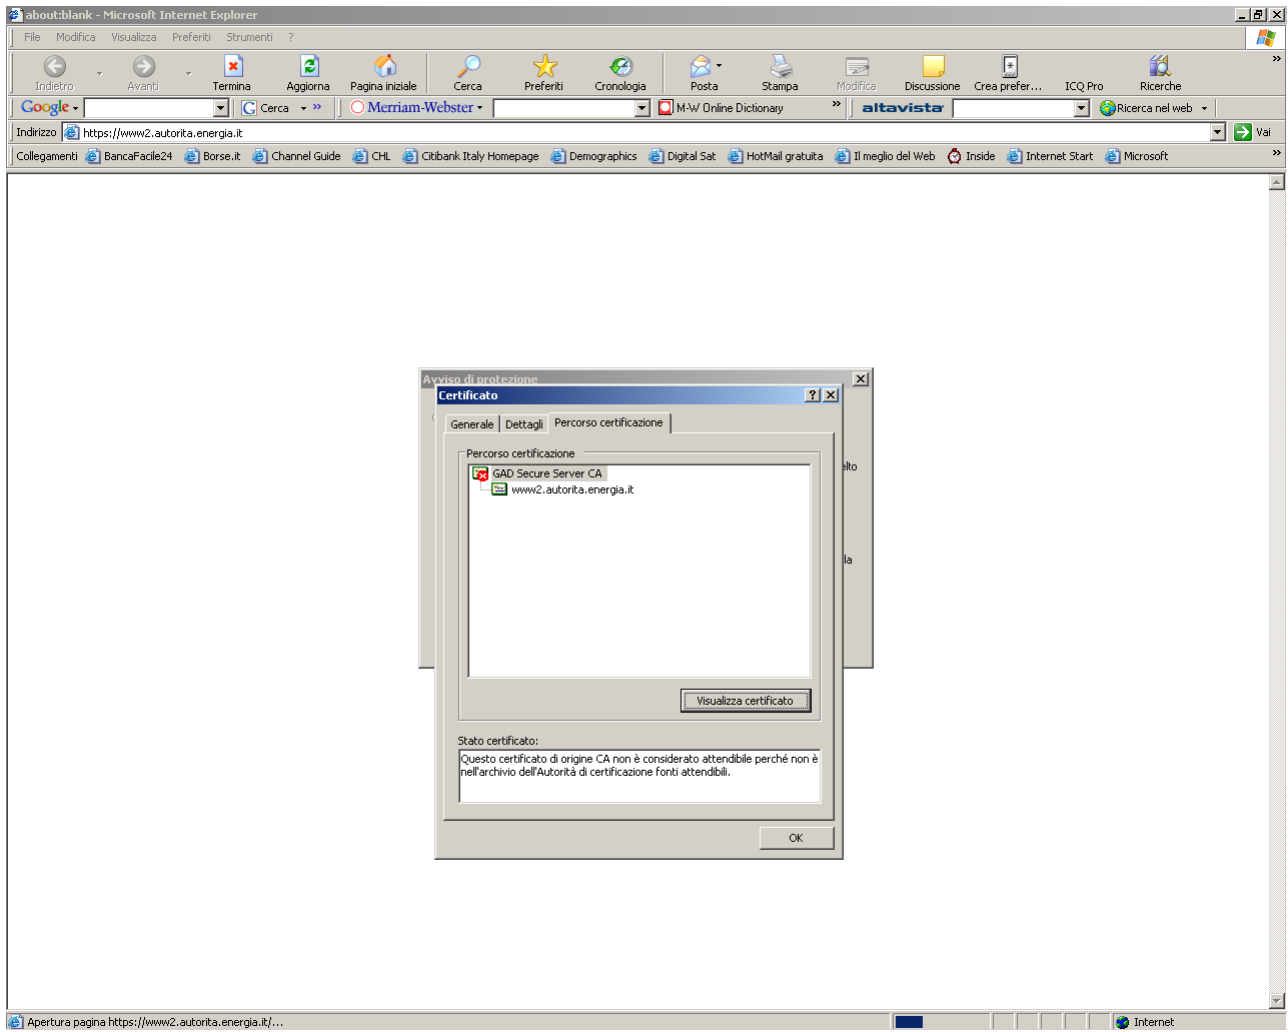 about:blank - Microsoft Internet Explorer
File Modifica Visualizza Preferiti Strumenti ?
Indietro Avanti Termina Aggiorna Pagina iniziale Cerca Preferiti Cronologia Posta Stampa Modifica Discussione Crea prefer... ICQ Pro Ricerche »
Google Cerca » Merriam-Webster M-W Online Dictionary » altavista Ricerca nel web
Indirizzo https://www2.autorita.energia.it Vai
Collegamenti BancaFacile24 Borse.it Channel Guide CHL Citibank Italy Homepage Demographics Digital Sat HotMail gratuita Il meglio del Web Inside Internet Start Microsoft »
Avviso di protezione
Certificato
Generale Dettagli Percorso certificazione
Percorso certificazione
elto
GAD Secure Server CA
www2.autorita.energia.it
la
Visualizza certificato
Stato certificato:
Questo certificato di origine CA non è considerato attendibile perché non è
nell'archivio dell'Autorità di certificazione fonti attendibili.
OK
Apertura pagina https://www2.autorita.energia.it/... Internet